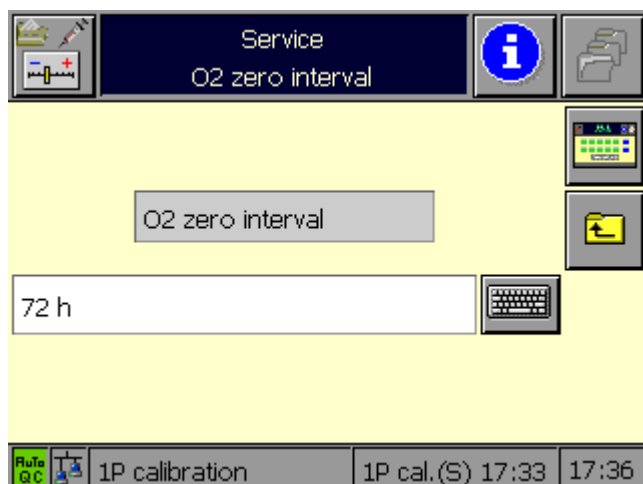 Service
O2 zero interval
i
O2 zero interval
72 h
AuTo
QC
1P calibration
1P cal.(S) 17:33
17:36